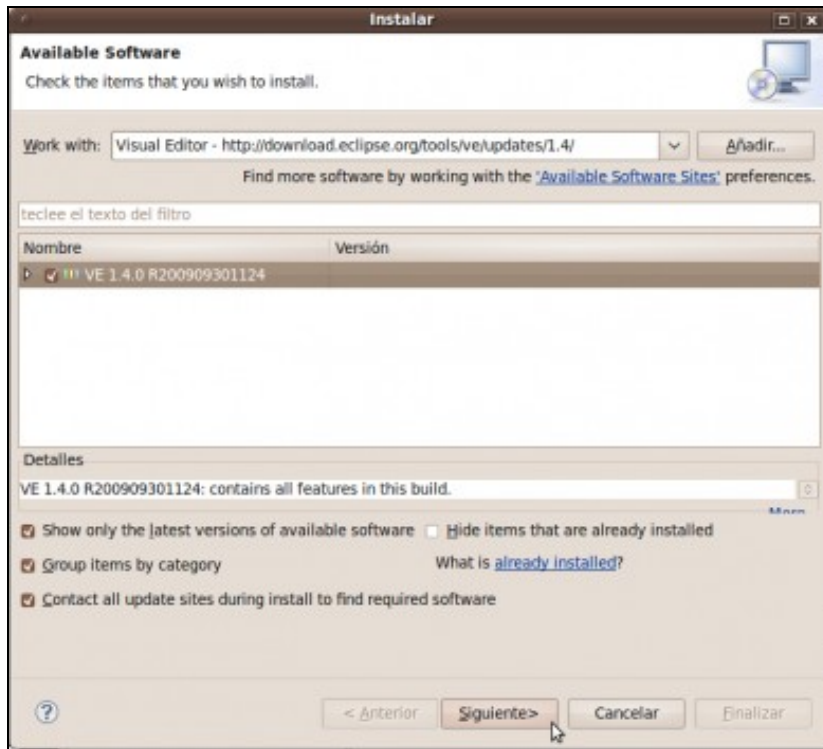 Instalar
Available Software
Check the items that you wish to install.
Work with: Visual Editor - http://download.eclipse.org/tools/ve/updates/1.4/ Añadir...
Find more software by working with the 'Available Software Sites' preferences.
teclee el texto del filtro
Nombre Versión
VE 1.4.0 R200909301124
Detalles
VE 1.4.0 R200909301124: contains all features in this build.
More
Show only the latest versions of available software Hide items that are already installed
Group items by category What is already installed?
Contact all update sites during install to find required software
< Anterior Siguiente> Cancelar Finalizar